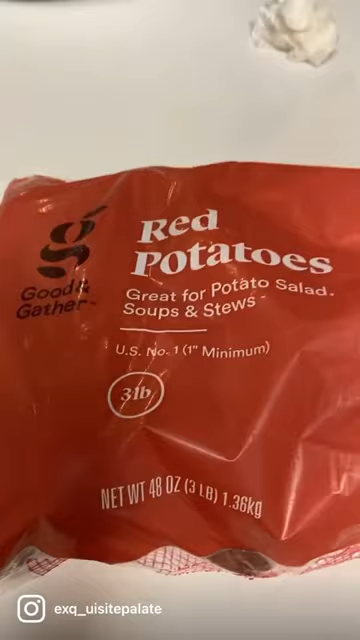 Red
Potatoes
Good&
Gather™
Great for Potato Salad,
Soups & Stews
U.S. No. 1 (1" Minimum)
3lb
NET WT 48 OZ (3 LB) 1.36kg
exq_uisitepalate